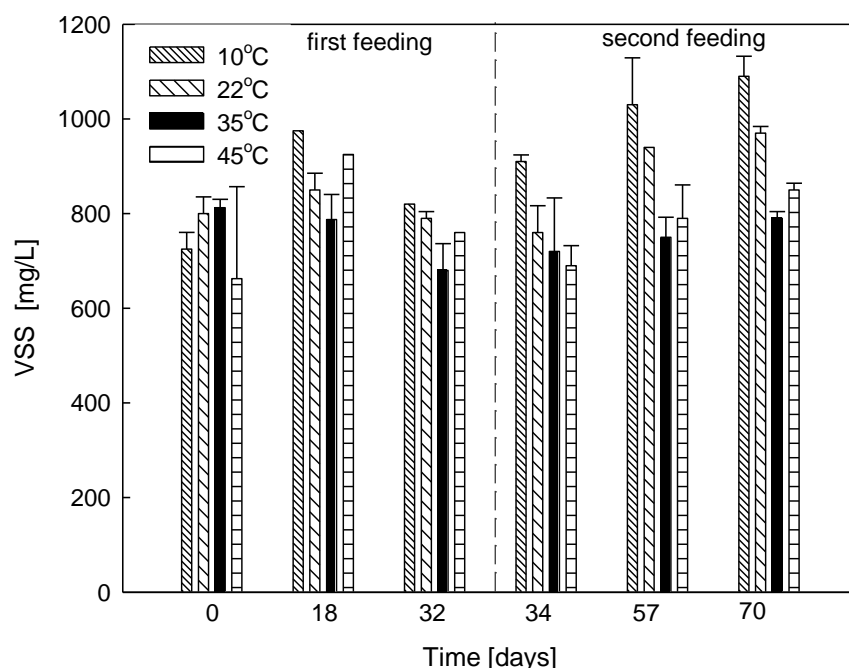 1200
1000
800
600
400
200
0
VSS [mg/L]
first feeding
second feeding
10°C
22°C
35°C
45°C
0 18 32 34 57 70
Time [days]